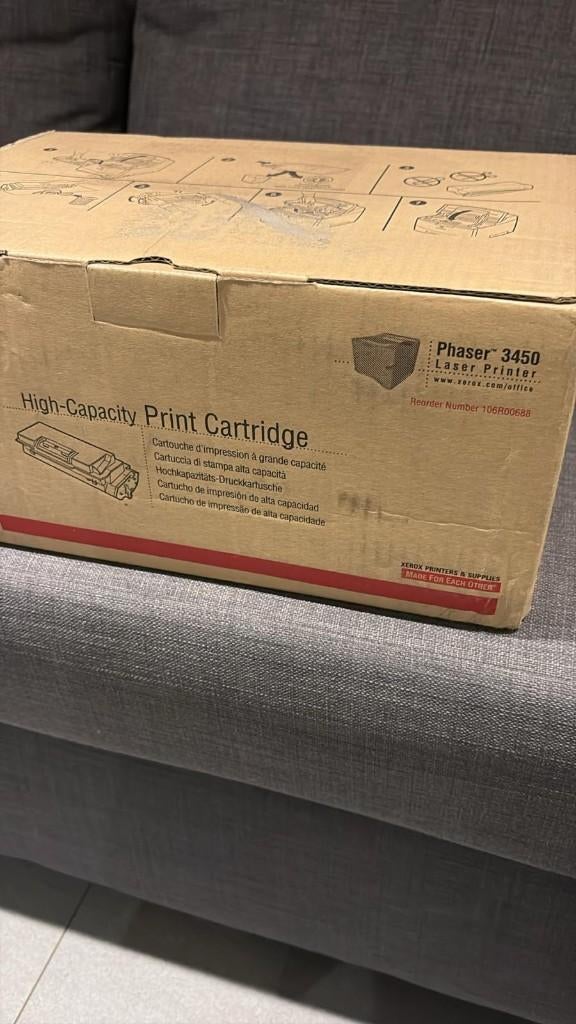 Phaser™ 3450
Laser Printer
www.xerox.com/office
Reorder Number 106R00688
High-Capacity Print Cartridge
Cartouche d'impression à grande capacité
Cartuccia di stampa alta capacità
Hochkapazitäts-Druckkartusche
Cartucho de impresión de alta capacidad
Cartucho de impressão de alta capacidade
XEROX PRINTERS & SUPPLIES
MADE FOR EACH OTHER